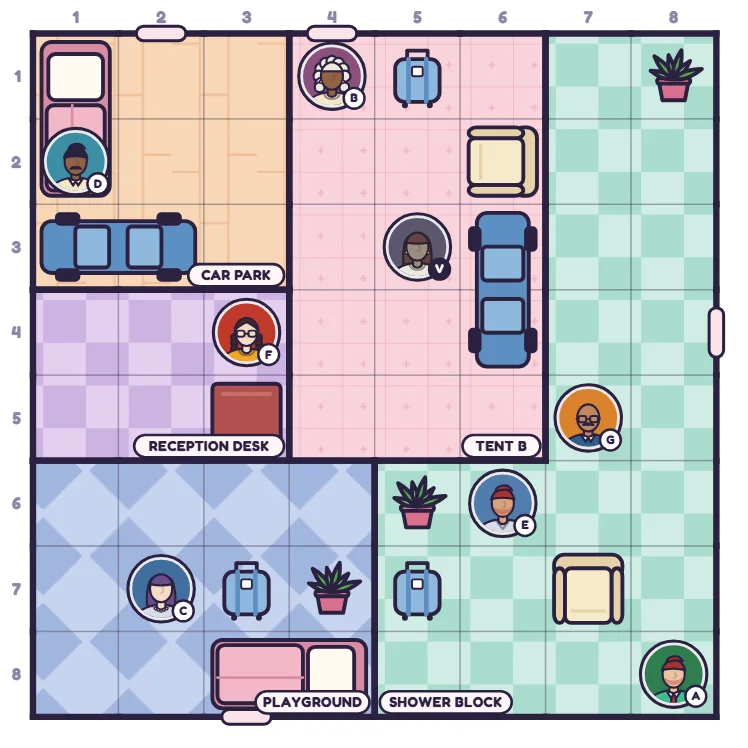 1 2 3 4 5 6 7 8
1
B
2
D
3
V
CAR PARK
4
F
5
G
RECEPTION DESK
TENT B
6
E
7
C
8
A
PLAYGROUND
SHOWER BLOCK